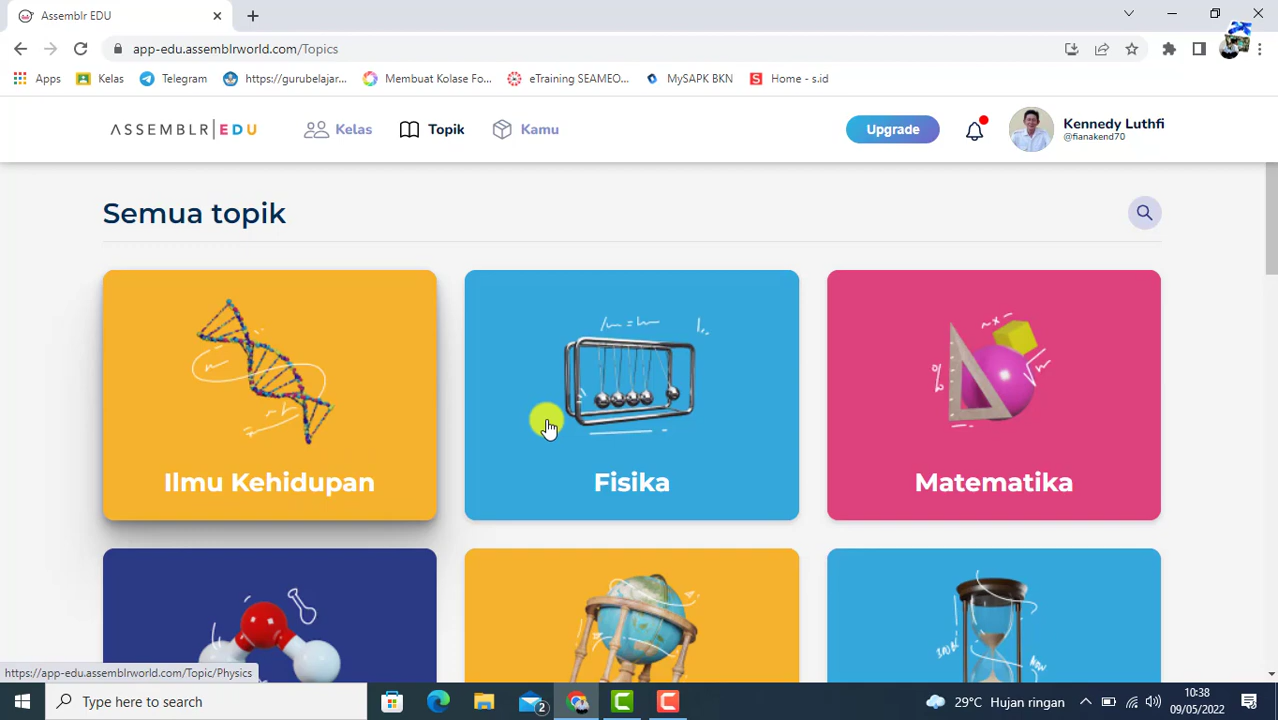 Assemblr EDU
app-edu.assemblrworld.com/Topics
Apps Kelas Telegram https://gurubelajar... Membuat Kolase Fo... eTraining SEAMEO... MySAPK BKN Home - s.id
ASSEMBLR EDU Kelas Topik Kamu Upgrade Kennedy Luthfi
@fianakend70
Semua topik
Ilmu Kehidupan Fisika Matematika
https://app-edu.assemblrworld.com/Topic/Physics
Type here to search 2 29°C Hujan ringan 10:38
09/05/2022